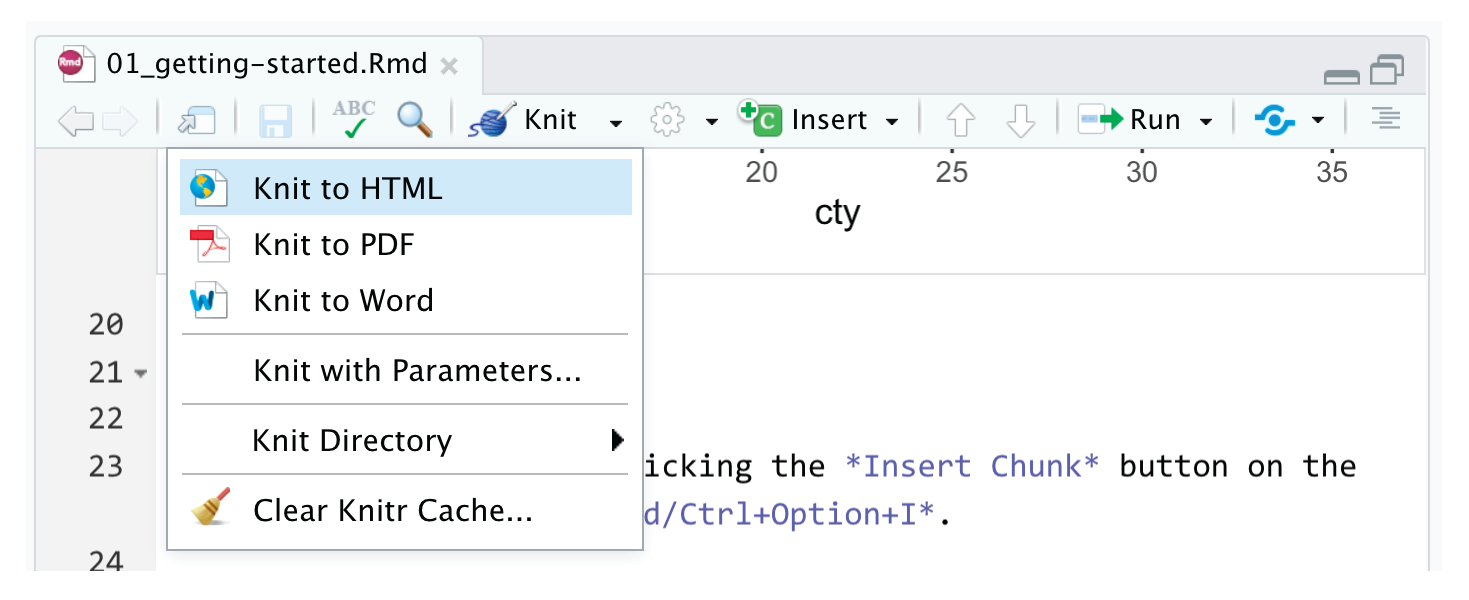 Rmd 01_getting-started.Rmd
ABC Knit C Insert Run
20 25 30 35
cty
Knit to HTML
Knit to PDF
W Knit to Word
Knit with Parameters...
Knit Directory
Clear Knitr Cache...
20
21
22
23 icking the *Insert Chunk* button on the
d/Ctrl+Option+I*.
24